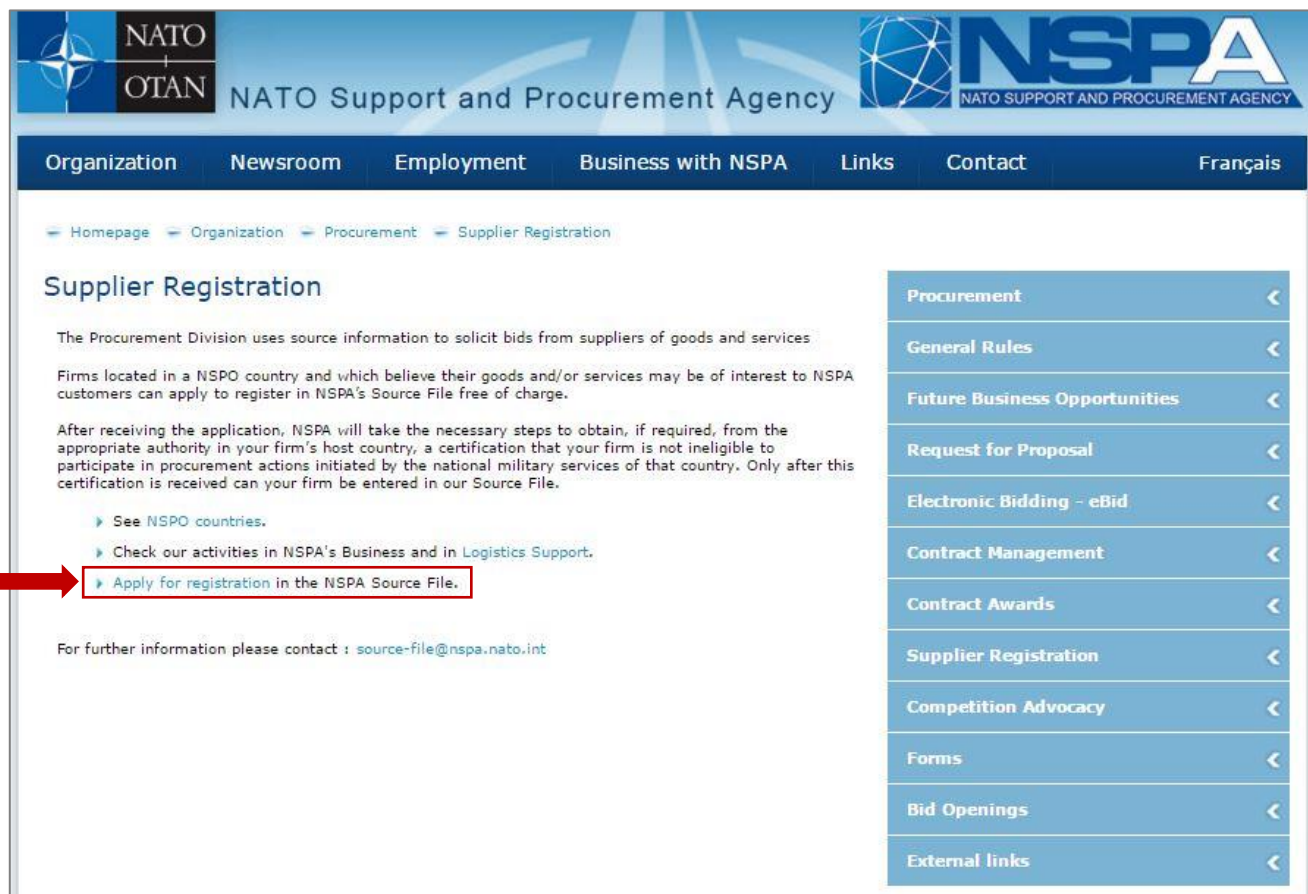 NATO
OTAN
NATO Support and Procurement Agency
NSPA
NATO SUPPORT AND PROCUREMENT AGENCY
Organization Newsroom Employment Business with NSPA Links Contact Français
Homepage Organization Procurement Supplier Registration
Supplier Registration
The Procurement Division uses source information to solicit bids from suppliers of goods and services
Firms located in a NSPO country and which believe their goods and/or services may be of interest to NSPA
customers can apply to register in NSPA's Source File free of charge.
After receiving the application, NSPA will take the necessary steps to obtain, if required, from the
appropriate authority in your firm's host country, a certification that your firm is not ineligible to
participate in procurement actions initiated by the national military services of that country. Only after this
certification is received can your firm be entered in our Source File.
See NSPO countries.
Check our activities in NSPA's Business and in Logistics Support.
Apply for registration in the NSPA Source File.
For further information please contact : source-file@nspa.nato.int
Procurement
General Rules
Future Business Opportunities
Request for Proposal
Electronic Bidding - eBid
Contract Management
Contract Awards
Supplier Registration
Competition Advocacy
Forms
Bid Openings
External links